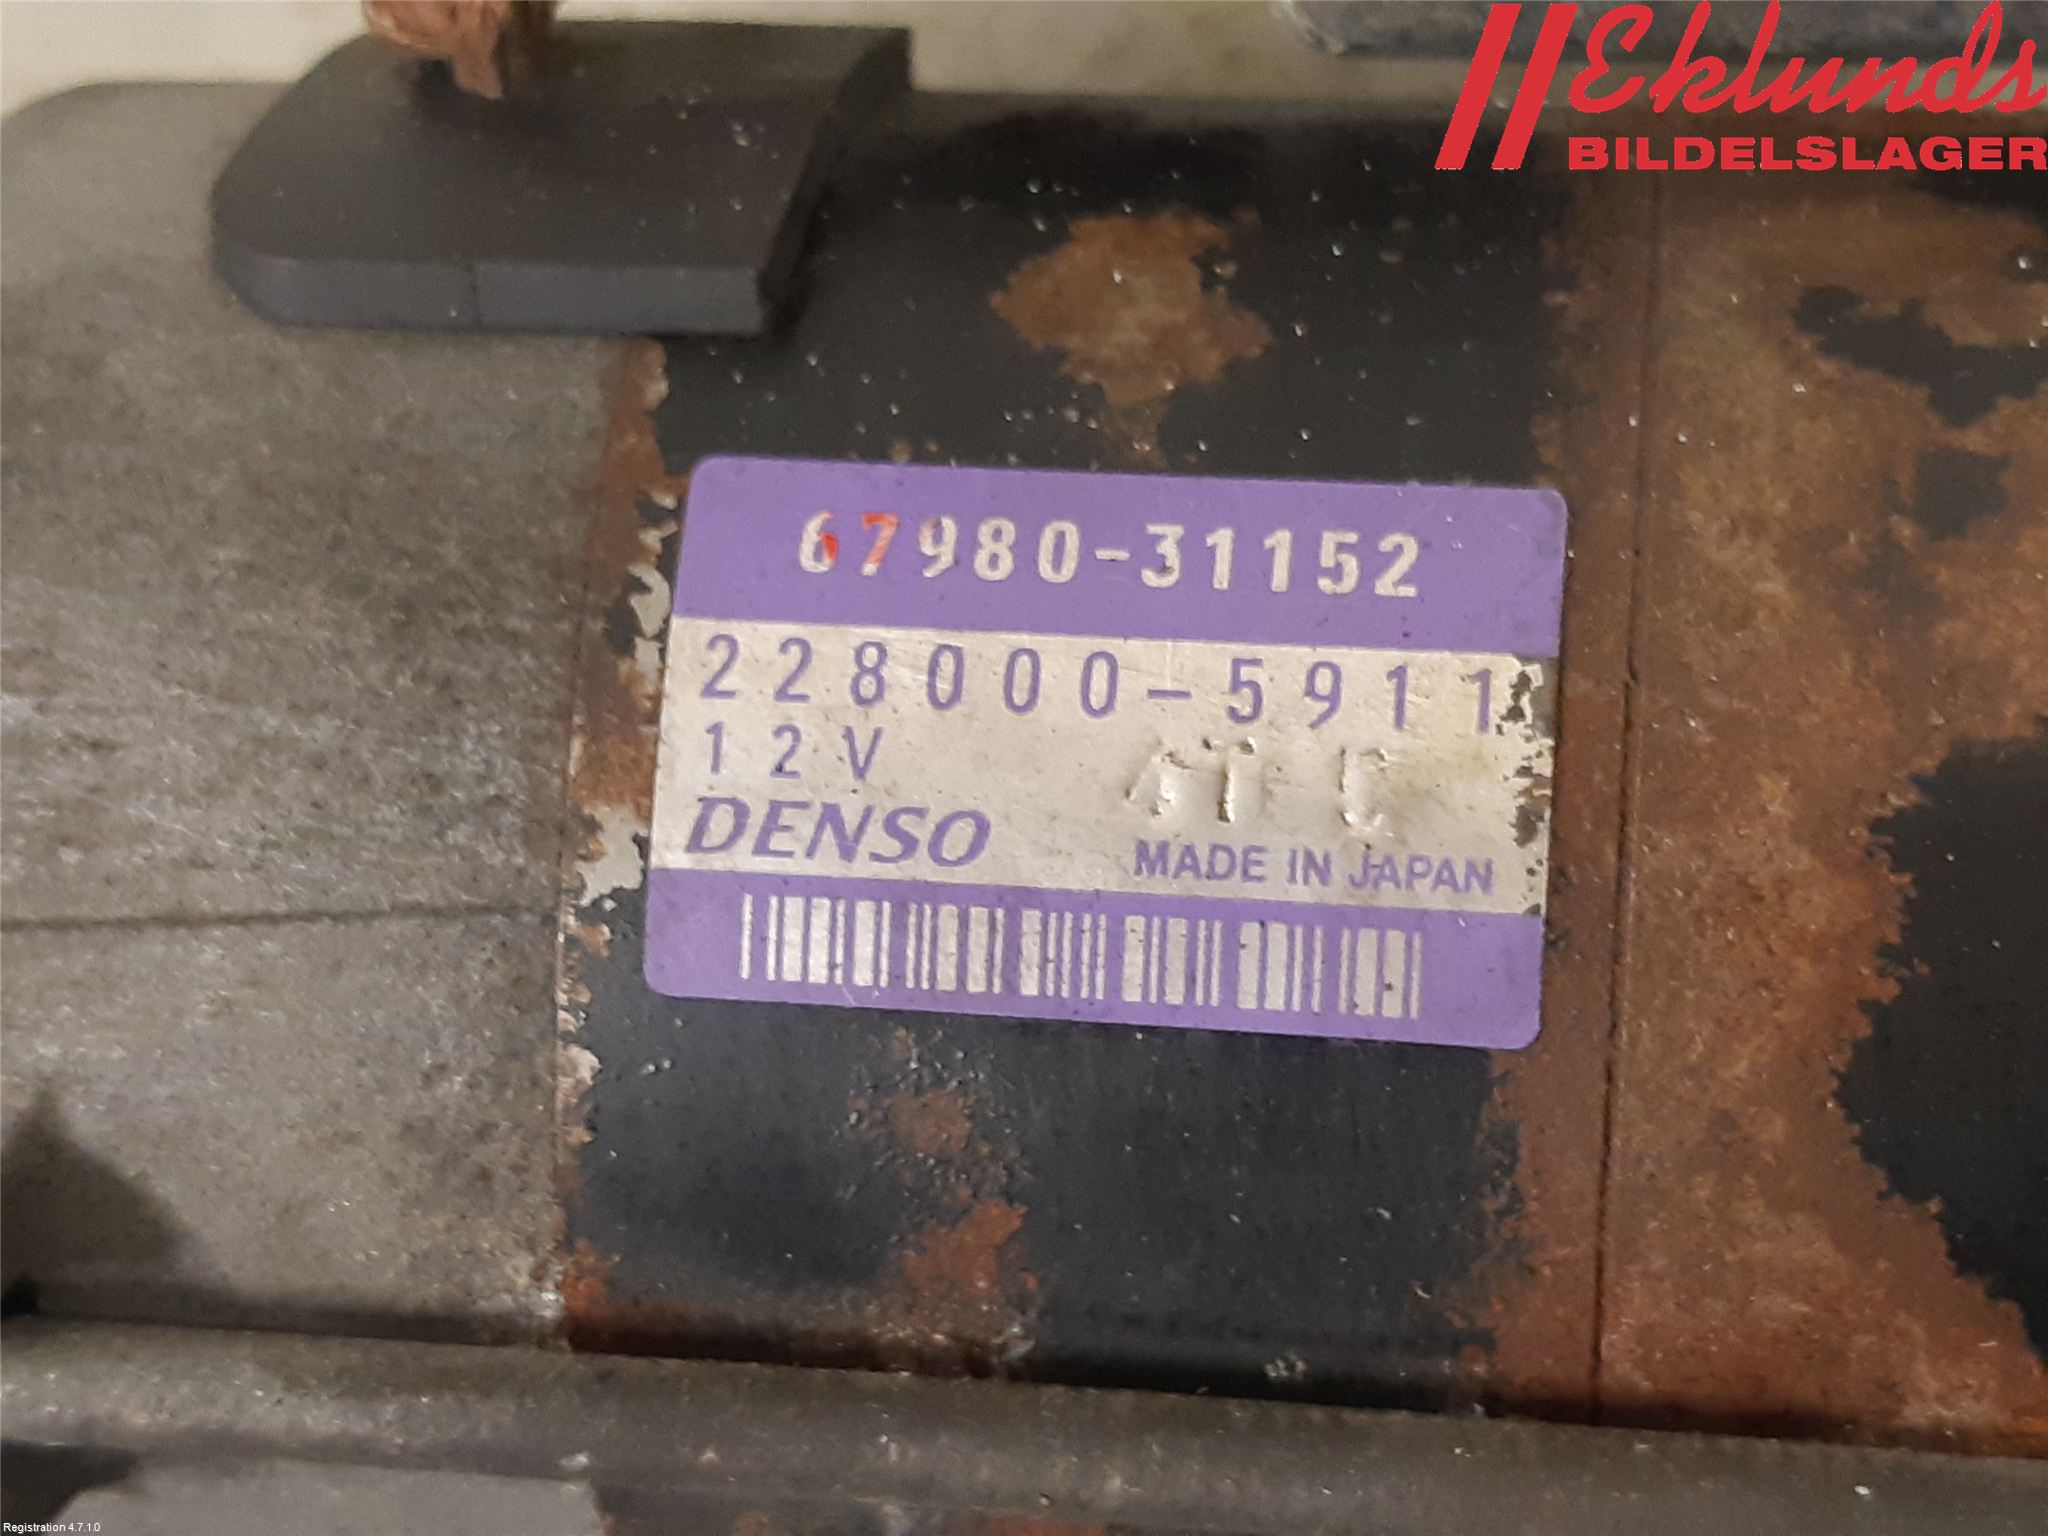 Eklunds
BILDELSLAGER
67980-31152
228000-5911
12V
DENSO
MADE IN JAPAN
Registration 4.7.1.0